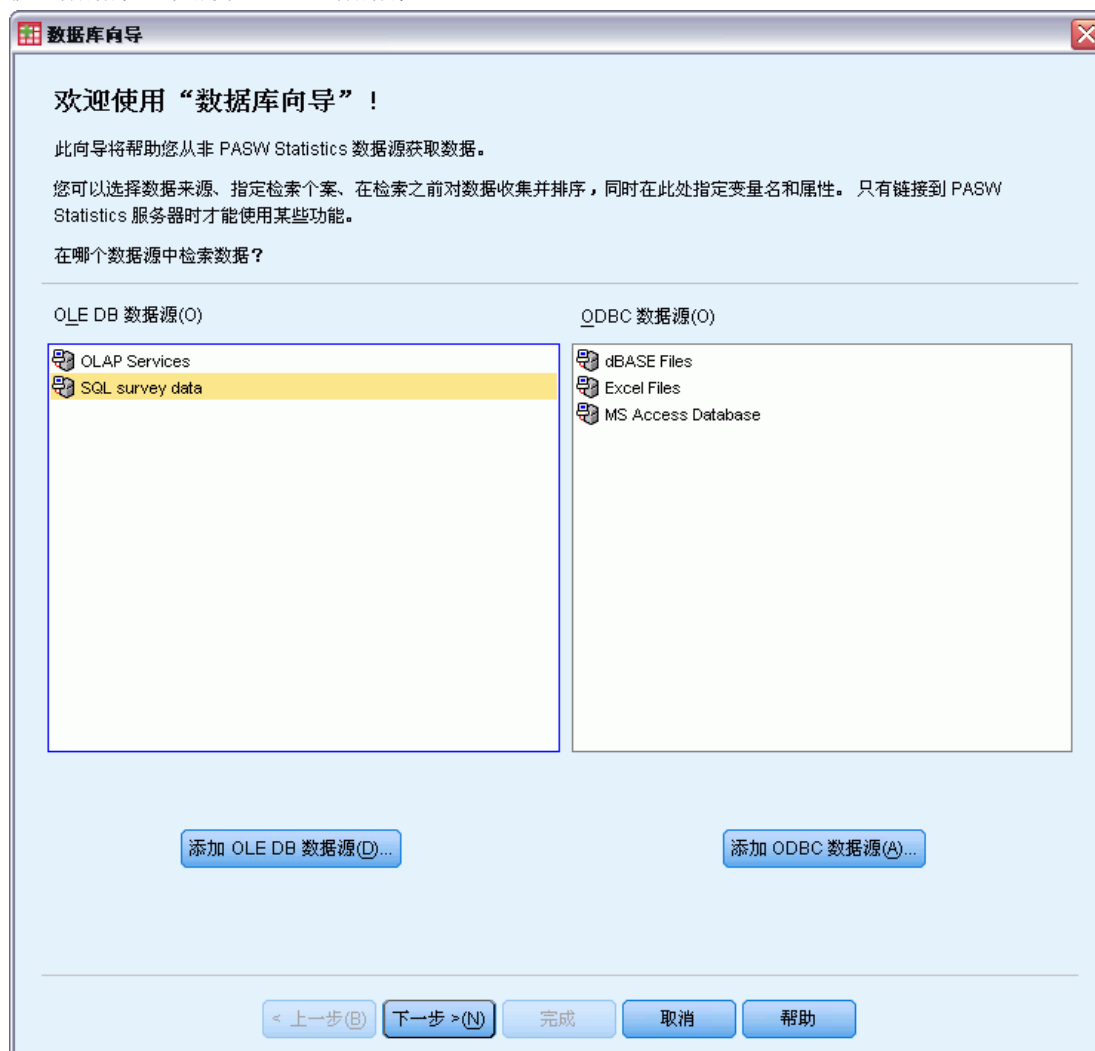 数据库向导
欢迎使用“数据库向导”!
此向导将帮助您从非 PASW Statistics 数据源获取数据。
您可以选择数据来源、指定检索个案、在检索之前对数据收集并排序，同时在此处指定变量名和属性。 只有链接到 PASW
Statistics 服务器时才能使用某些功能。
在哪个数据源中检索数据?
OLE DB 数据源(O)
OLAP Services
SQL survey data
ODBC 数据源(O)
dBASE Files
Excel Files
MS Access Database
添加 OLE DB 数据源(D)...
添加 ODBC 数据源(A)...
< 上一步(B)
下一步 >(N)
完成
取消
帮助